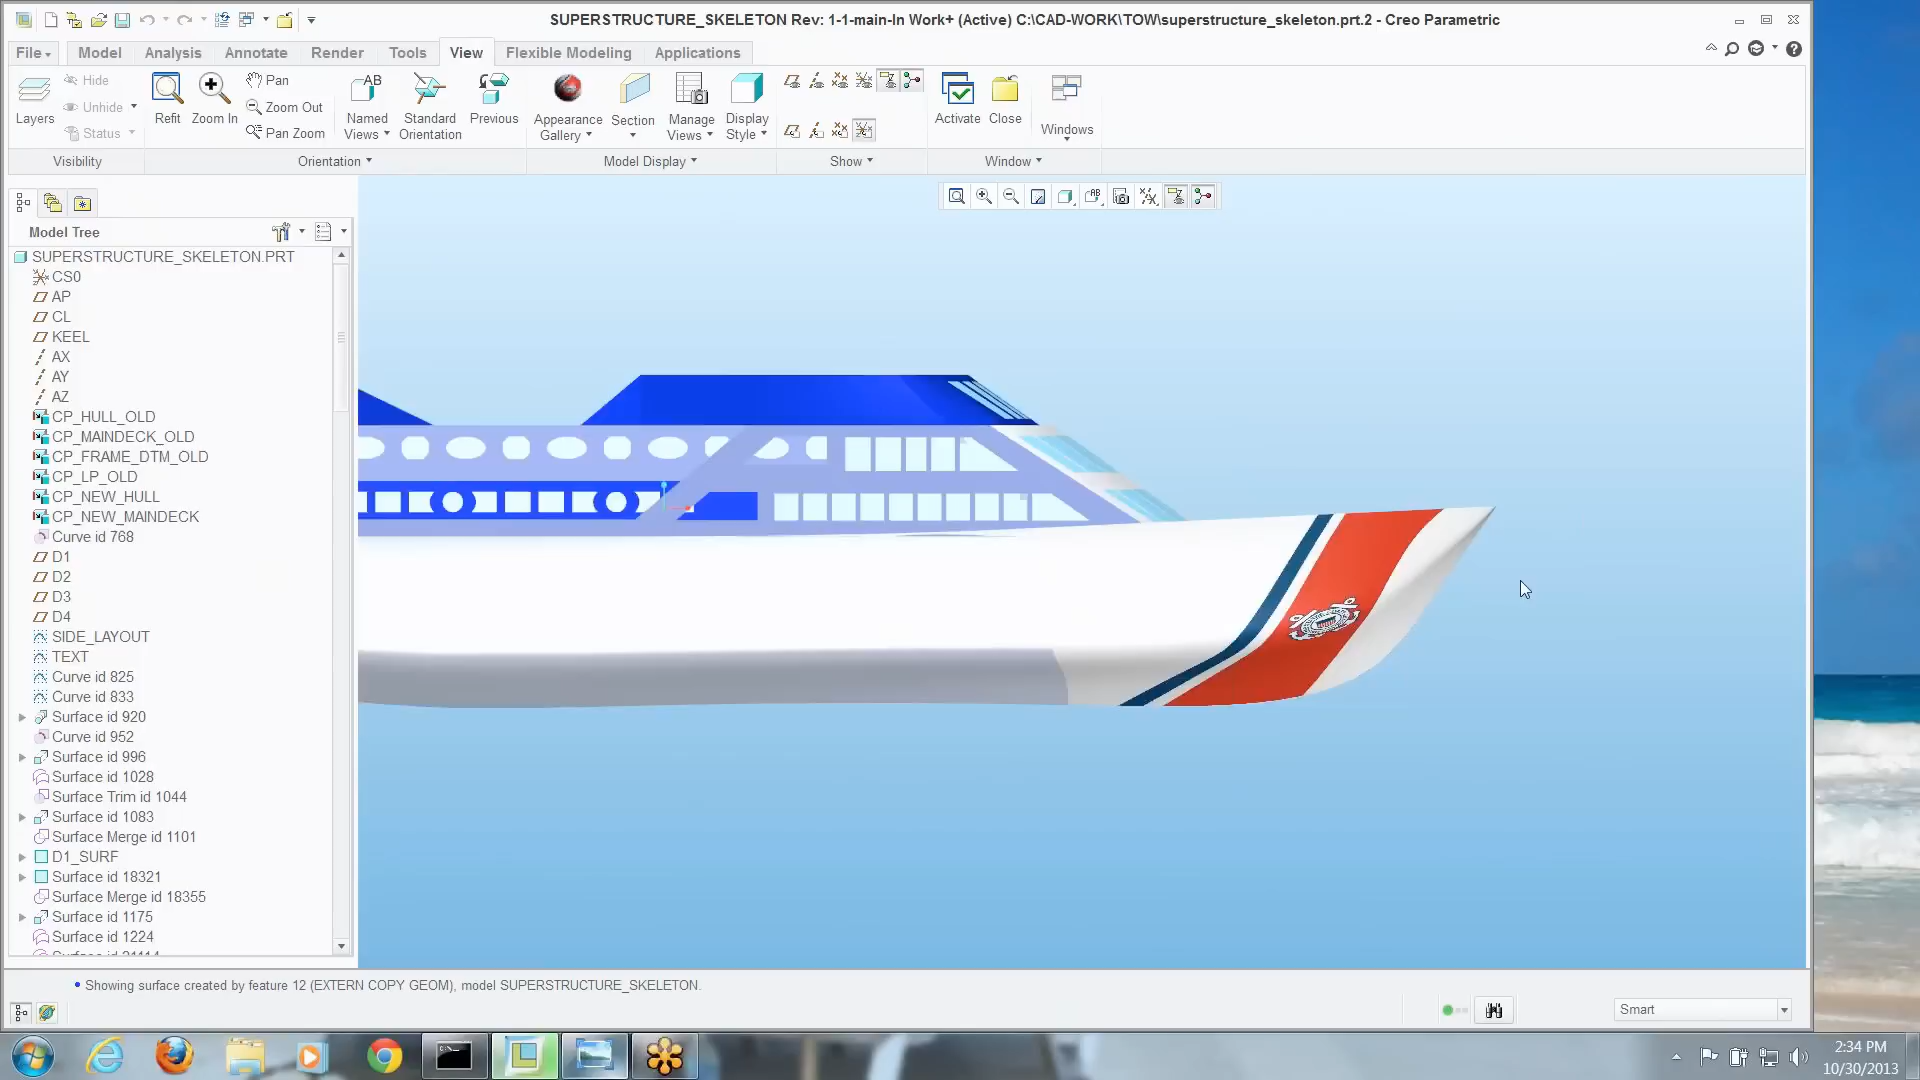 SUPERSTRUCTURE_SKELETON Rev: 1-1-main-In Work+ (Active) C:\CAD-WORK\TOW\superstructure_skeleton.prt.2 - Creo Parametric
File Model Analysis Annotate Render Tools View Flexible Modeling Applications
Hide
Unhide
Status
Layers
Refit
Zoom In
Pan
Zoom Out
Pan Zoom
Named Views
Standard Orientation
Previous
Appearance Gallery
Section
Manage Views
Display Style
Activate
Close
Windows
Visibility Orientation Model Display Show Window
Model Tree
SUPERSTRUCTURE_SKELETON.PRT
CS0
AP
CL
KEEL
AX
AY
AZ
CP_HULL_OLD
CP_MAINDECK_OLD
CP_FRAME_DTM_OLD
CP_LP_OLD
CP_NEW_HULL
CP_NEW_MAINDECK
Curve id 768
D1
D2
D3
D4
SIDE_LAYOUT
TEXT
Curve id 825
Curve id 833
Surface id 920
Curve id 952
Surface id 996
Surface id 1028
Surface Trim id 1044
Surface id 1083
Surface Merge id 1101
D1_SURF
Surface id 18321
Surface Merge id 18355
Surface id 1175
Surface id 1224
Showing surface created by feature 12 (EXTERN COPY GEOM), model SUPERSTRUCTURE_SKELETON.
Smart
2:34 PM
10/30/2013